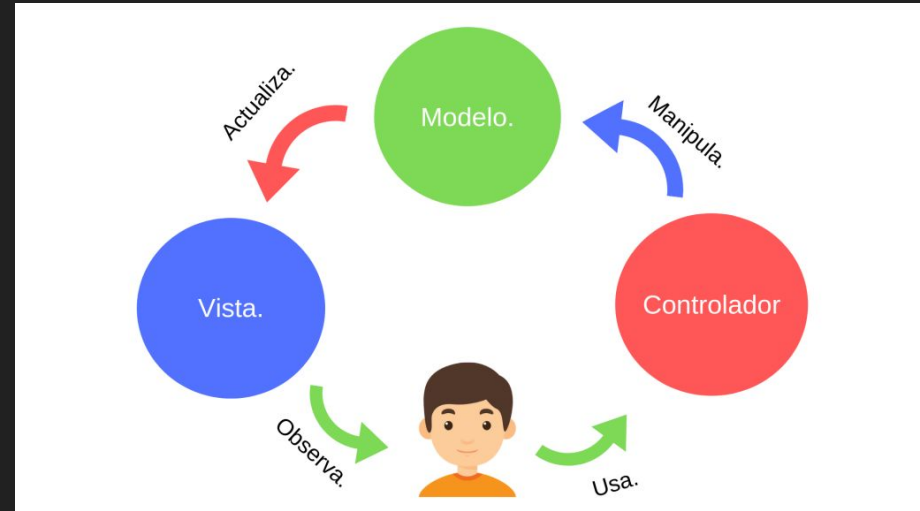 Actualiza.
Modelo.
Manipula.
Vista.
Controlador
Observa.
Usa.